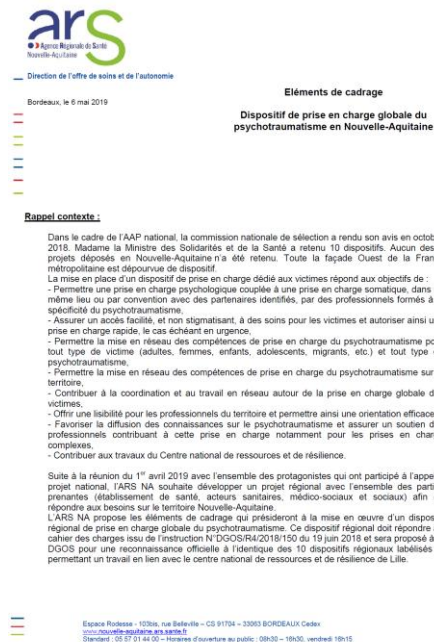 ars
Agence Régionale de Santé
Nouvelle-Aquitaine
Direction de l'offre de soins et de l'autonomie
Bordeaux, le 6 mai 2019
Eléments de cadrage
Dispositif de prise en charge globale du
psychotraumatisme en Nouvelle-Aquitaine
Rappel contexte :
Dans le cadre de l'AAP national, la commission nationale de sélection a rendu son avis en octob
2018. Madame la Ministre des Solidarités et de la Santé a retenu 10 dispositifs. Aucun des
projets déposés en Nouvelle-Aquitaine n'a été retenu. Toute la façade Ouest de la Fran
métropolitaine est dépourvue de dispositif.
La mise en place d'un dispositif de prise en charge dédié aux victimes répond aux objectifs de :
- Permettre une prise en charge psychologique couplée à une prise en charge somatique, dans
même lieu ou par convention avec des partenaires identifiés, par des professionnels formés à
spécificité du psychotraumatisme,
- Assurer un accès facilité, et non stigmatisant, à des soins pour les victimes et autoriser ainsi u
prise en charge rapide, le cas échéant en urgence,
- Permettre la mise en réseau des compétences de prise en charge du psychotraumatisme po
tout type de victime (adultes, femmes, enfants, adolescents, migrants, etc.) et tout type
psychotraumatisme,
- Permettre la mise en réseau des compétences de prise en charge du psychotraumatisme sur
territoire,
- Contribuer à la coordination et au travail en réseau autour de la prise en charge globale d
victimes,
- Offrir une lisibilité pour les professionnels du territoire et permettre ainsi une orientation efficace
- Favoriser la diffusion des connaissances sur le psychotraumatisme et assurer un soutien d
professionnels contribuant à cette prise en charge notamment pour les prises en char
complexes,
- Contribuer aux travaux du Centre national de ressources et de résilience.
Suite à la réunion du 1er avril 2019 avec l'ensemble des protagonistes qui ont participé à l'appe
projet national, l'ARS NA souhaite développer un projet régional avec l'ensemble des parti
prenantes (établissement de santé, acteurs sanitaires, médico-sociaux et sociaux) afin
répondre aux besoins sur le territoire Nouvelle-Aquitaine.
L'ARS NA propose les éléments de cadrage qui présideront à la mise en œuvre d'un dispos
régional de prise en charge globale du psychotraumatisme. Ce dispositif régional doit répondre
cahier des charges issu de l'instruction N°DGOS/R4/2018/150 du 19 juin 2018 et sera proposé à
DGOS pour une reconnaissance officielle à l'identique des 10 dispositifs régionaux labélisés
permettant un travail en lien avec le centre national de ressources et de résilience de Lille.
Espace Rodesse - 103bis, rue Belleville – CS 91704 – 33063 BORDEAUX Cedex
www.nouvelle-aquitaine.ars.sante.fr
Standard : 05 57 01 44 00 – Horaires d'ouverture au public : 08h30 – 16h30, vendredi 16h15